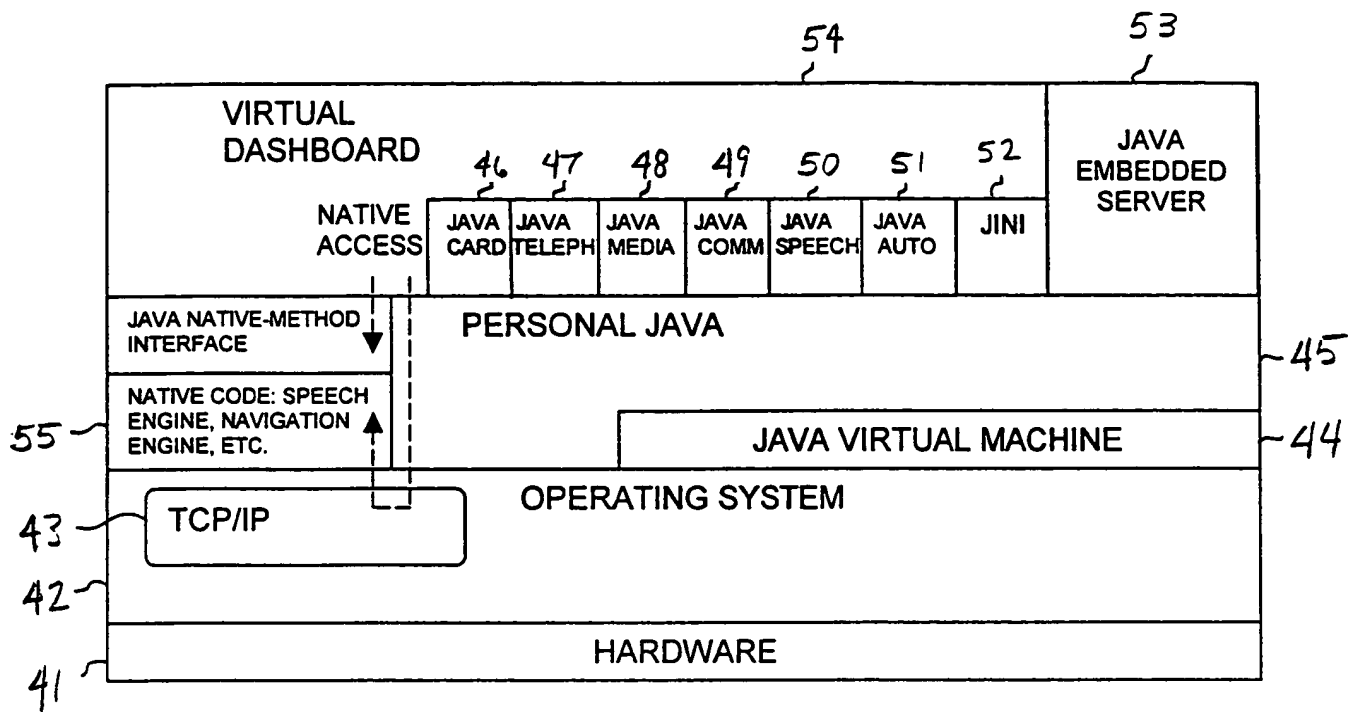 54
53
VIRTUAL
DASHBOARD
JAVA
EMBEDDED
SERVER
46
47
48
49
50
51
52
NATIVE
ACCESS
JAVA
CARD
JAVA
TELEPH
JAVA
MEDIA
JAVA
COMM
JAVA
SPEECH
JAVA
AUTO
JINI
JAVA NATIVE-METHOD
INTERFACE
PERSONAL JAVA
45
NATIVE CODE: SPEECH
ENGINE, NAVIGATION
ENGINE, ETC.
55
JAVA VIRTUAL MACHINE
44
OPERATING SYSTEM
TCP/IP
43
42
HARDWARE
41